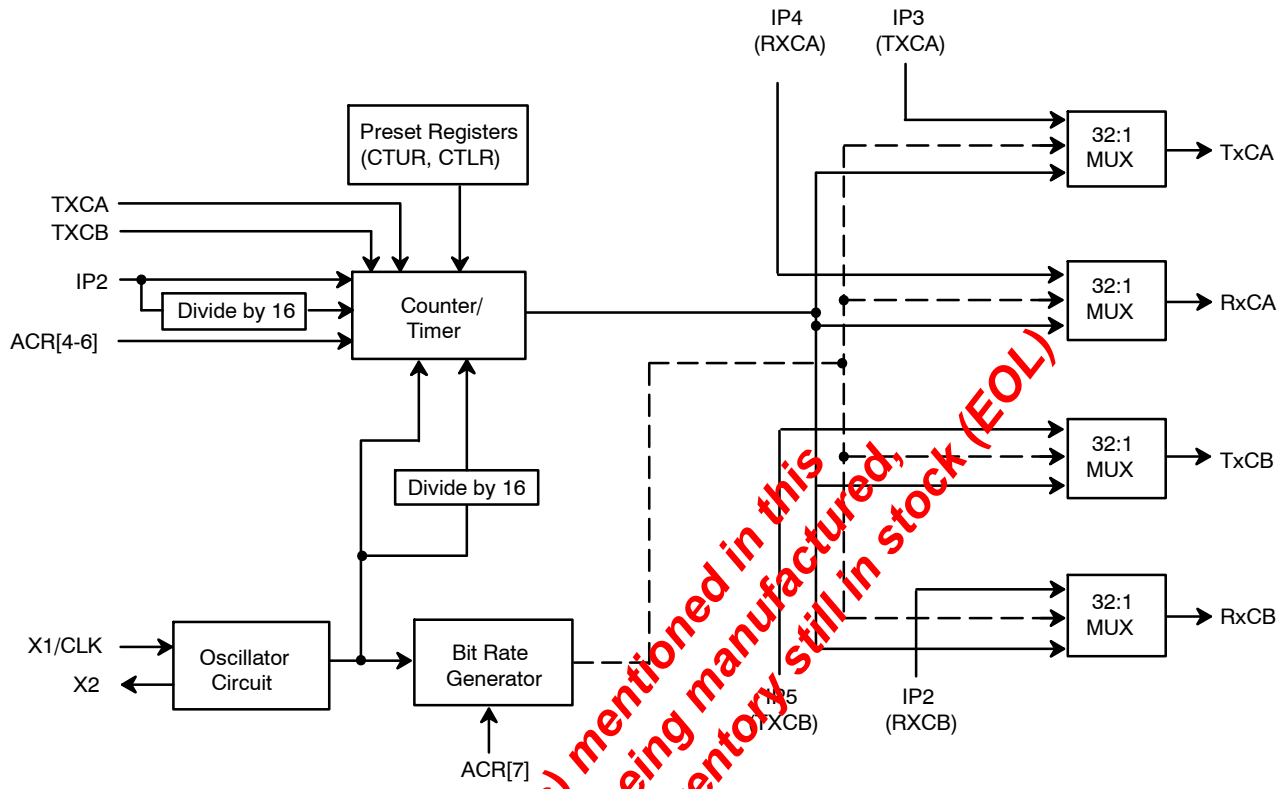 IP4
(RXCA)
IP3
(TXCA)
Preset Registers
(CTUR, CTLR)
32:1
MUX
TxCA
TXCA
TXCB
IP2
Divide by 16
Counter/
Timer
ACR[4-6]
32:1
MUX
RxCA
Divide by 16
32:1
MUX
TxCB
X1/CLK
X2
Oscillator
Circuit
Bit Rate
Generator
ACR[7]
32:1
MUX
RxCB
IP5
(TXCB)
IP2
(RXCB)
mentioned in this
eing manufactured,
entory still in stock (EOL)